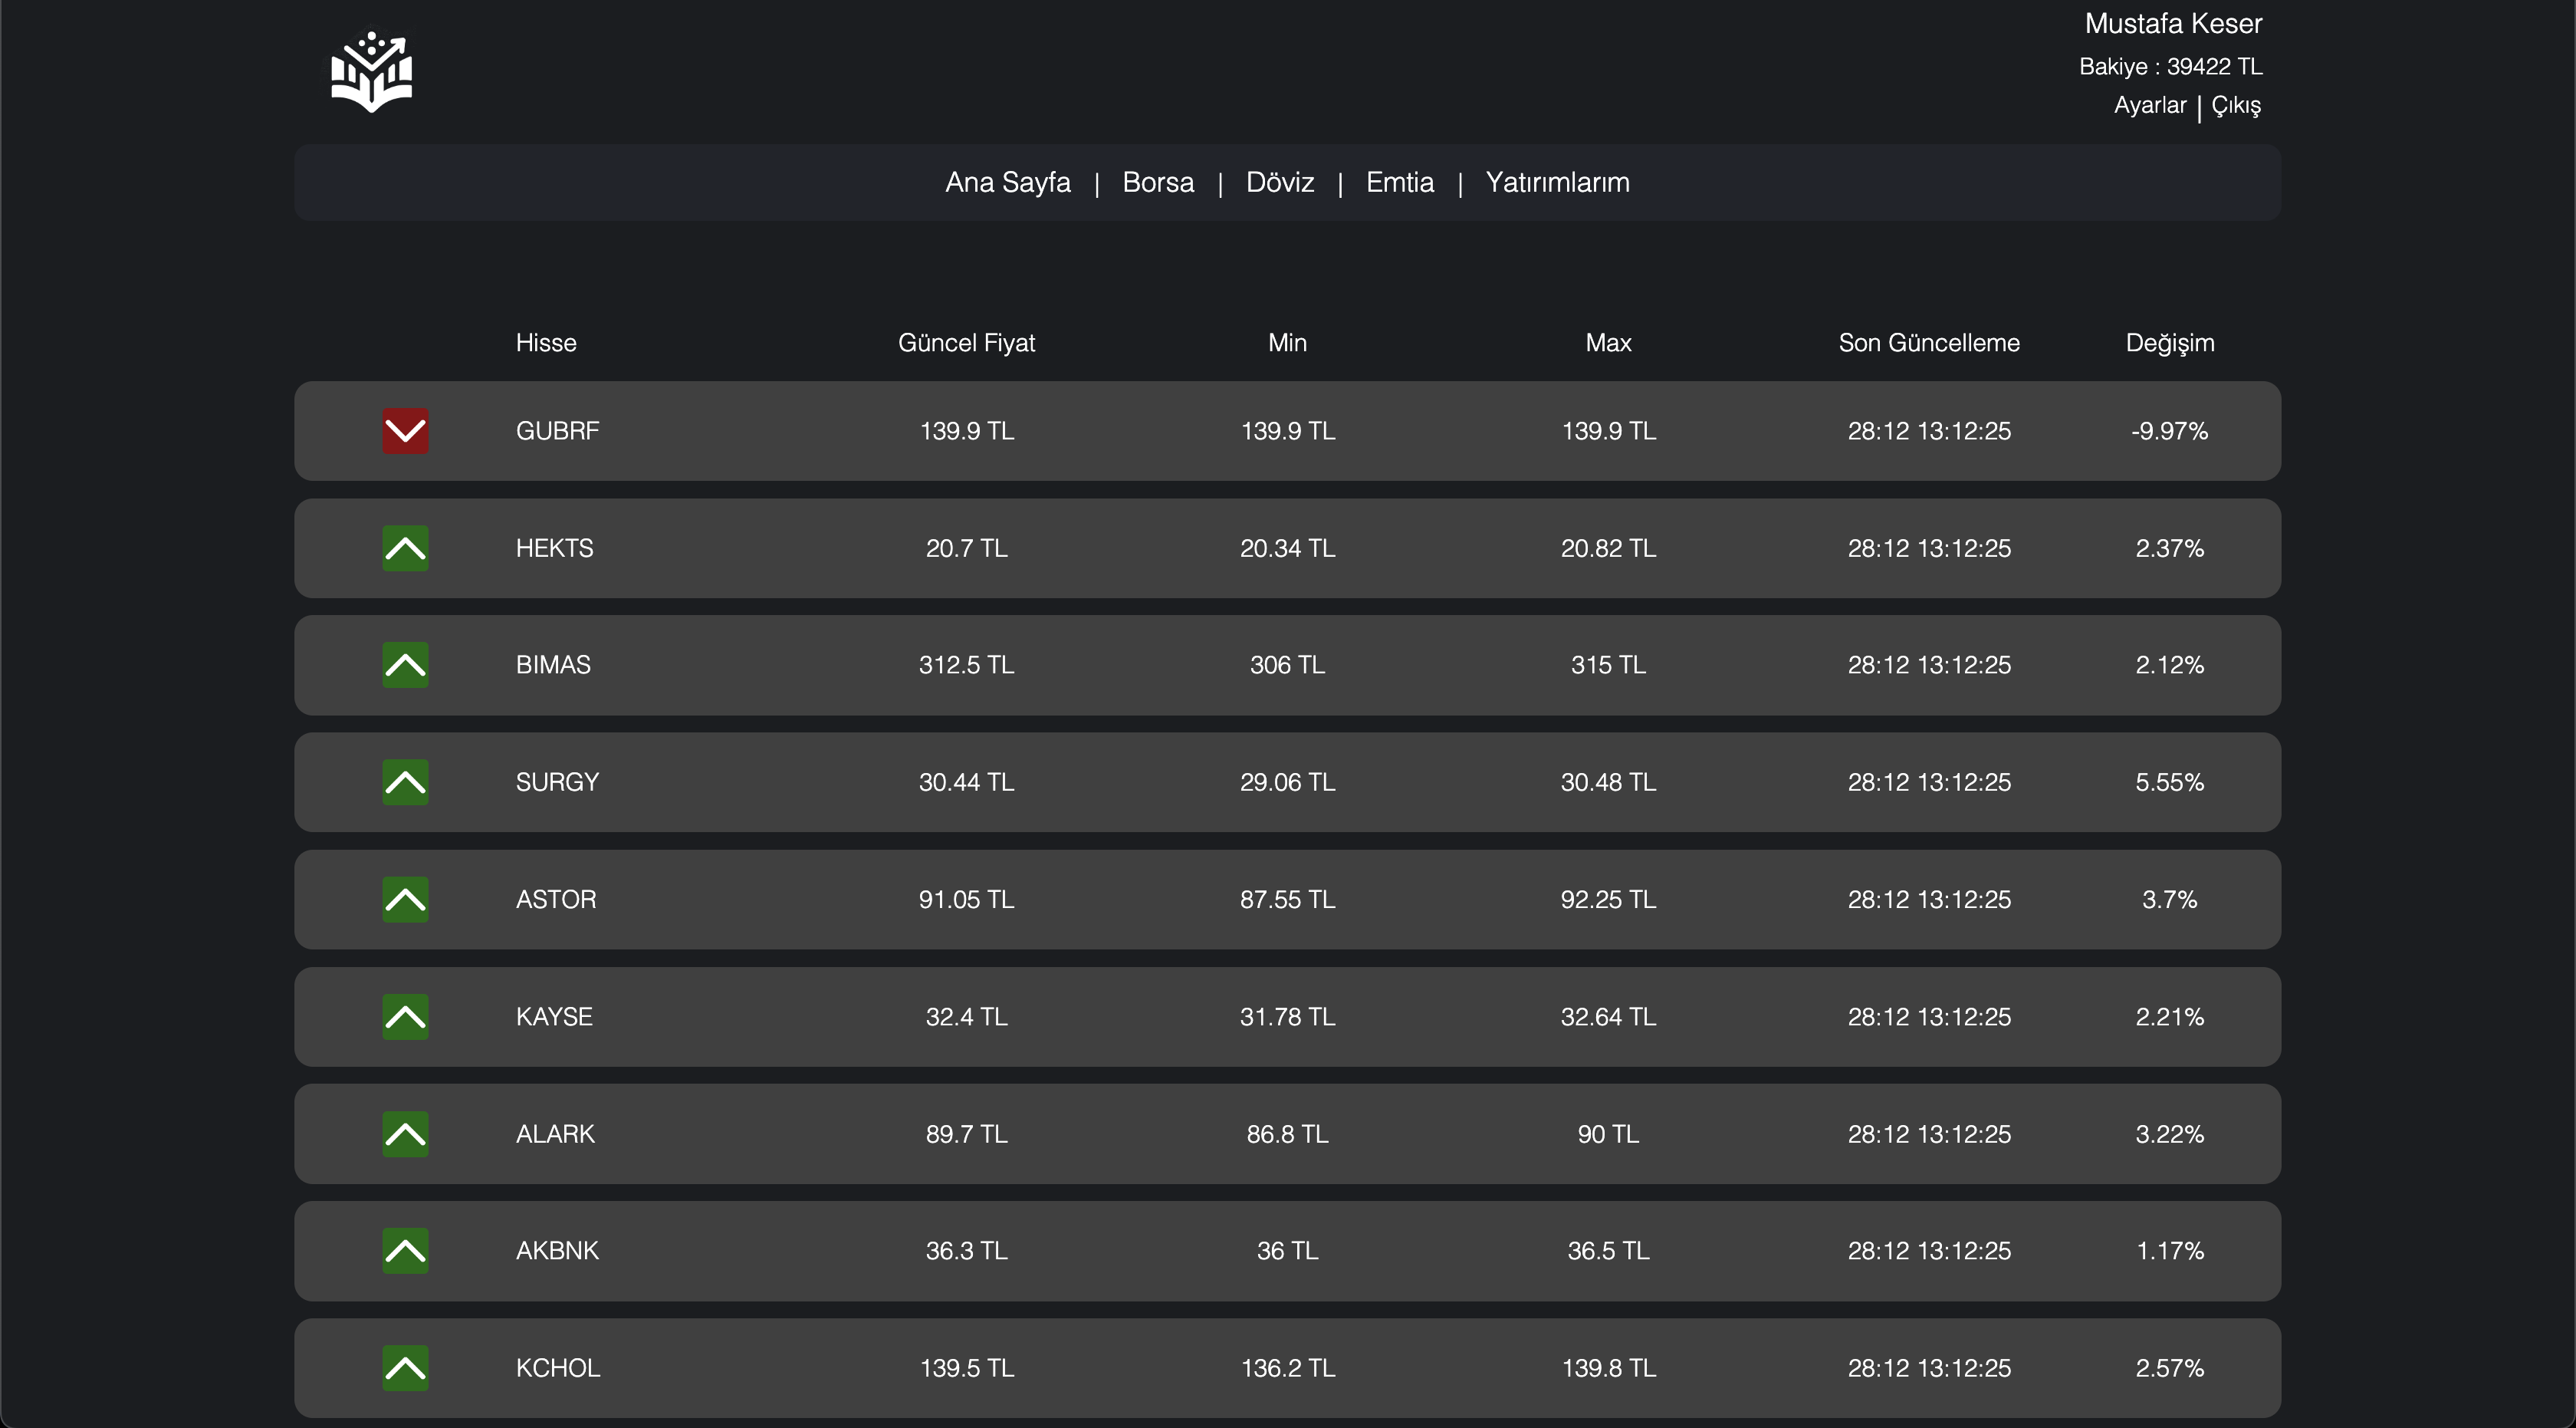 Mustafa Keser
Bakiye : 39422 TL
Ayarlar | Çıkış
Ana Sayfa | Borsa | Döviz | Emtia | Yatırımlarım
Hisse Güncel Fiyat Min Max Son Güncelleme Değişim
GUBRF 139.9 TL 139.9 TL 139.9 TL 28:12 13:12:25 -9.97%
HEKTS 20.7 TL 20.34 TL 20.82 TL 28:12 13:12:25 2.37%
BIMAS 312.5 TL 306 TL 315 TL 28:12 13:12:25 2.12%
SURGY 30.44 TL 29.06 TL 30.48 TL 28:12 13:12:25 5.55%
ASTOR 91.05 TL 87.55 TL 92.25 TL 28:12 13:12:25 3.7%
KAYSE 32.4 TL 31.78 TL 32.64 TL 28:12 13:12:25 2.21%
ALARK 89.7 TL 86.8 TL 90 TL 28:12 13:12:25 3.22%
AKBNK 36.3 TL 36 TL 36.5 TL 28:12 13:12:25 1.17%
KCHOL 139.5 TL 136.2 TL 139.8 TL 28:12 13:12:25 2.57%